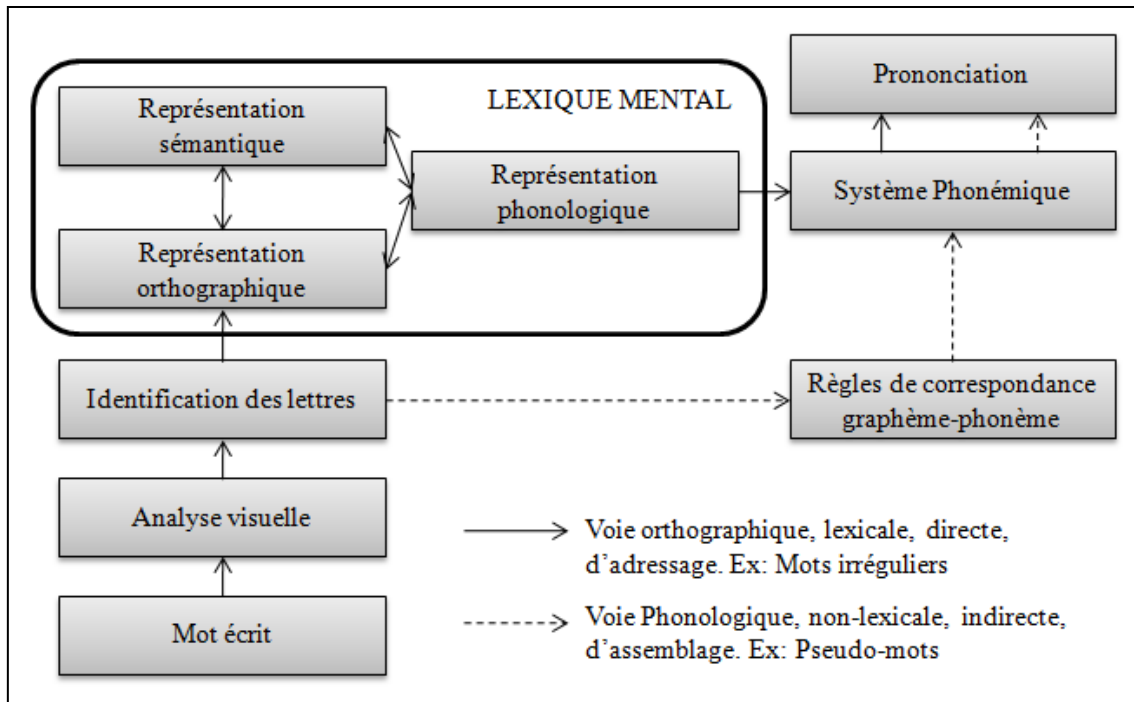 LEXIQUE MENTAL
Représentation
sémantique
Représentation
orthographique
Représentation
phonologique
Prononciation
Système Phonémique
Identification des lettres
Règles de correspondance
graphème-phonème
Analyse visuelle
Mot écrit
Voie orthographique, lexicale, directe,
d’adressage. Ex: Mots irréguliers
Voie Phonologique, non-lexicale, indirecte,
d’assemblage. Ex: Pseudo-mots